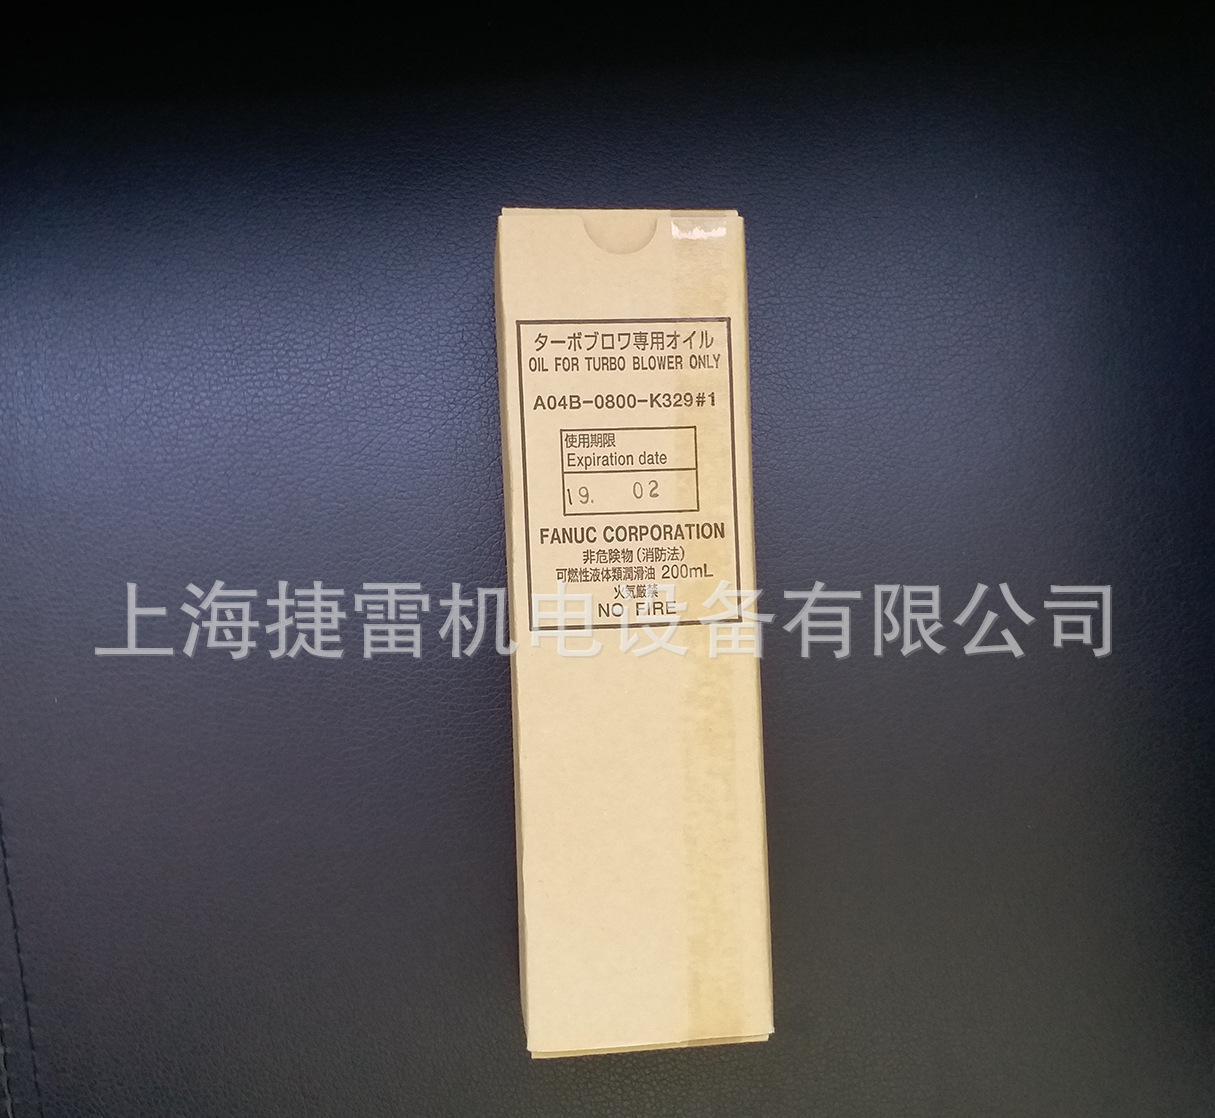 ターボブロワ専用オイル
OIL FOR TURBO BLOWER ONLY
A04B-0800-K329#1
使用期限
Expiration date
19. 02
FANUC CORPORATION
非危険物(消防法)
可燃性液体類潤滑油 200mL
火気厳禁
NO FIRE
上海捷雷机电设备有限公司